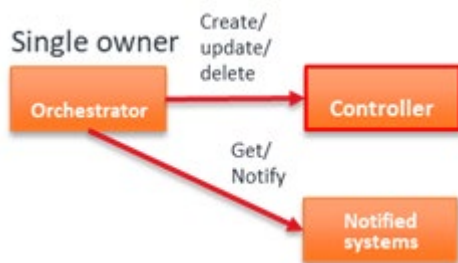 Single owner
Create/
update/
delete
Orchestrator
Controller
Get/
Notify
Notified
systems